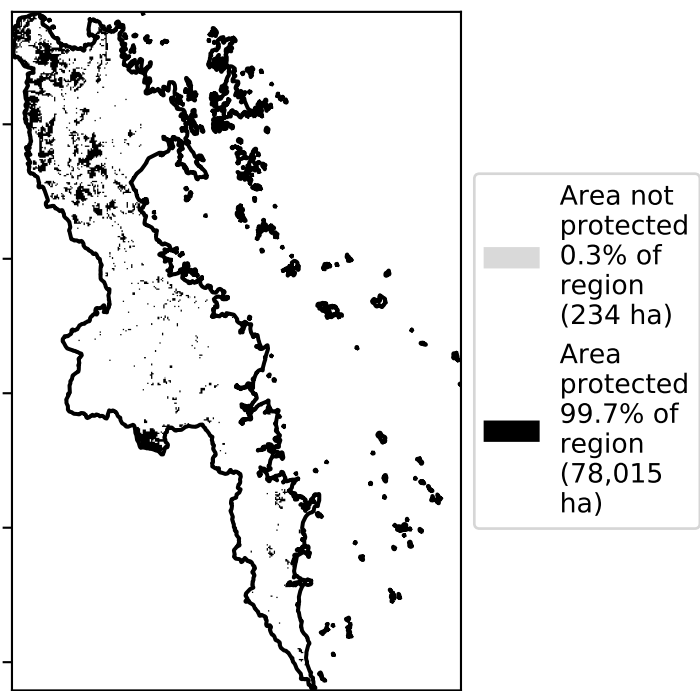 Area not
protected
0.3% of
region
(234 ha)
Area
protected
99.7% of
region
(78,015
ha)